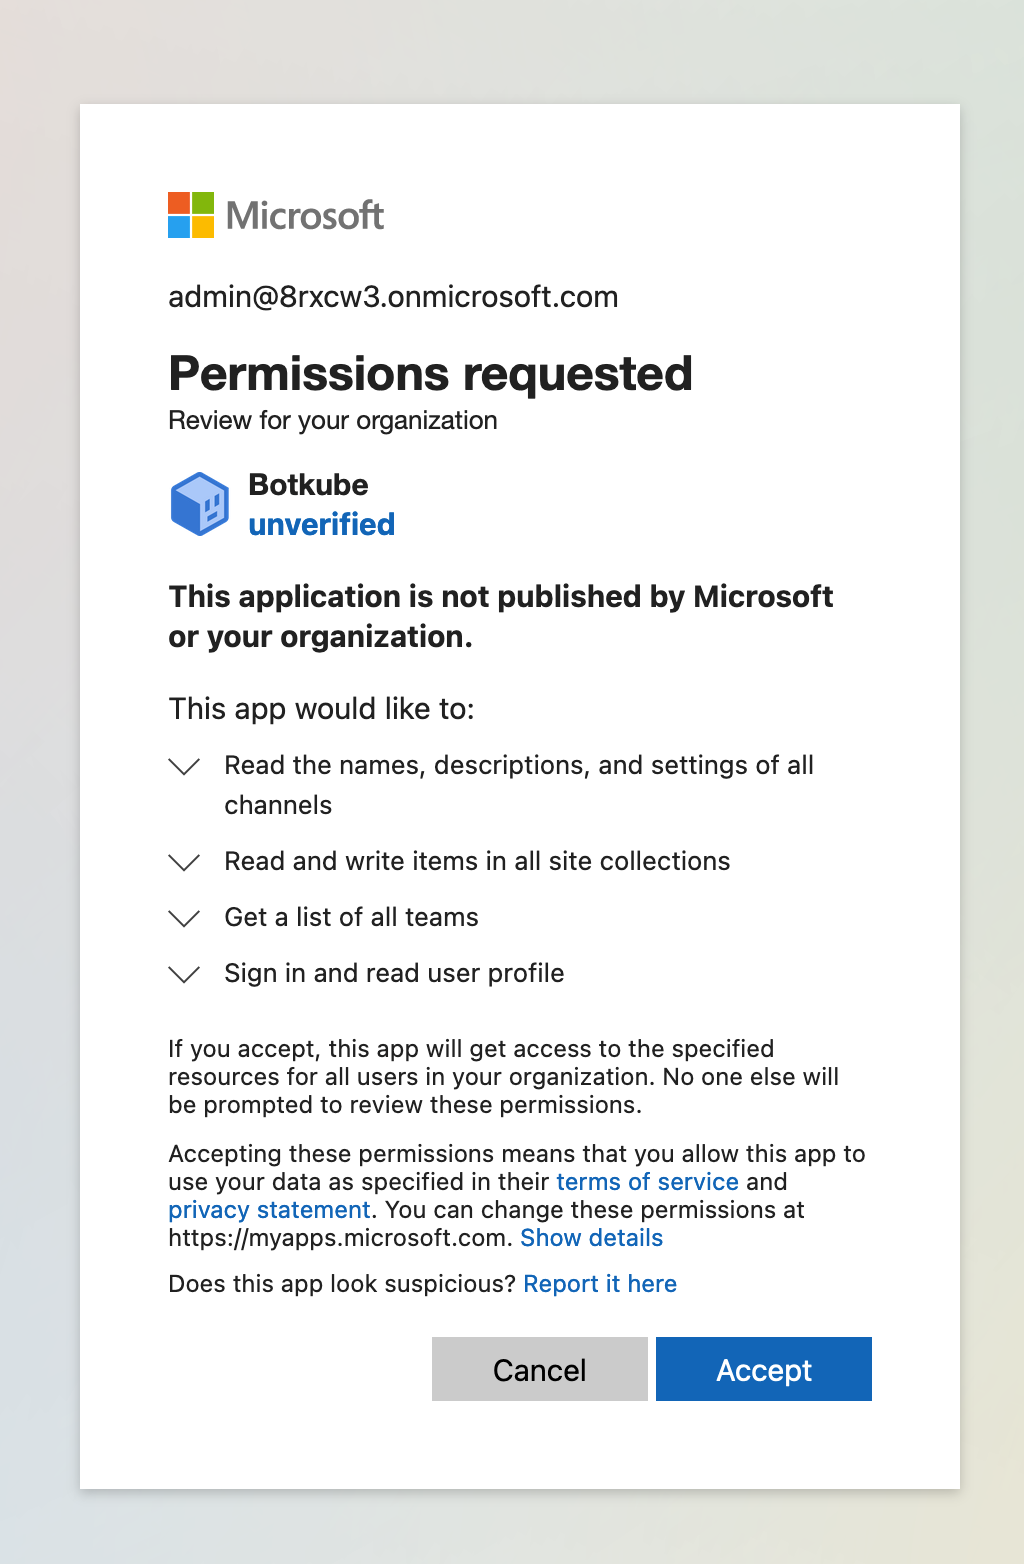 Microsoft
admin@8rxcw3.onmicrosoft.com
Permissions requested
Review for your organization
Botkube
unverified
This application is not published by Microsoft
or your organization.
This app would like to:
Read the names, descriptions, and settings of all
channels
Read and write items in all site collections
Get a list of all teams
Sign in and read user profile
If you accept, this app will get access to the specified
resources for all users in your organization. No one else will
be prompted to review these permissions.
Accepting these permissions means that you allow this app to
use your data as specified in their terms of service and
privacy statement. You can change these permissions at
https://myapps.microsoft.com. Show details
Does this app look suspicious? Report it here
Cancel
Accept